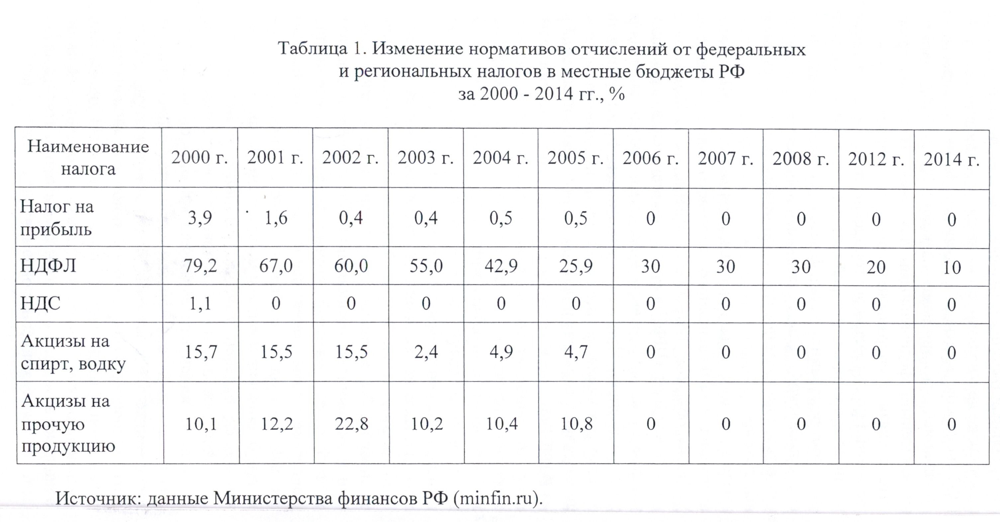 Таблица 1. Изменение нормативов отчислений от федеральных
и региональных налогов в местные бюджеты РФ
за 2000 - 2014 гг., %
Наименование налога 2000 г. 2001 г. 2002 г. 2003 г. 2004 г. 2005 г. 2006 г. 2007 г. 2008 г. 2012 г. 2014 г.
Налог на прибыль 3,9 1,6 0,4 0,4 0,5 0,5 0 0 0 0 0
НДФЛ 79,2 67,0 60,0 55,0 42,9 25,9 30 30 30 20 10
НДС 1,1 0 0 0 0 0 0 0 0 0 0
Акцизы на спирт, водку 15,7 15,5 15,5 2,4 4,9 4,7 0 0 0 0 0
Акцизы на прочую продукцию 10,1 12,2 22,8 10,2 10,4 10,8 0 0 0 0 0
Источник: данные Министерства финансов РФ (minfin.ru).